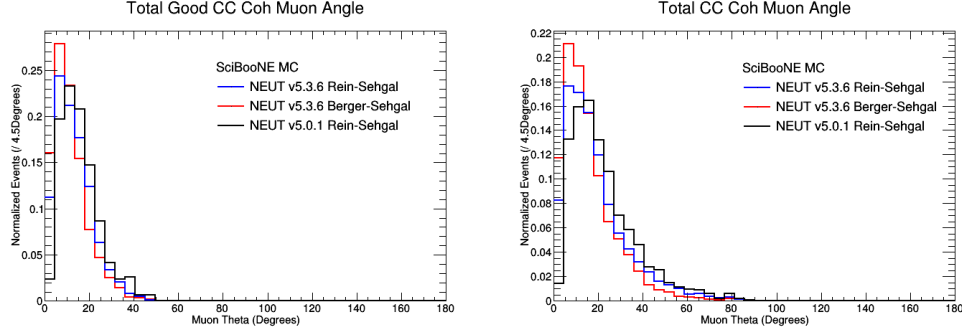 Total Good CC Coh Muon Angle
Normalized Events (/ 4.5Degrees)
0.25
0.2
0.15
0.1
0.05
0
SciBooNE MC
NEUT v5.3.6 Rein-Sehgal
NEUT v5.3.6 Berger-Sehgal
NEUT v5.0.1 Rein-Sehgal
0 20 40 60 80 100 120 140 160 180
Muon Theta (Degrees)
Total CC Coh Muon Angle
Normalized Events (/ 4.5Degrees)
0.22
0.2
0.18
0.16
0.14
0.12
0.1
0.08
0.06
0.04
0.02
0
SciBooNE MC
NEUT v5.3.6 Rein-Sehgal
NEUT v5.3.6 Berger-Sehgal
NEUT v5.0.1 Rein-Sehgal
0 20 40 60 80 100 120 140 160 180
Muon Theta (Degrees)